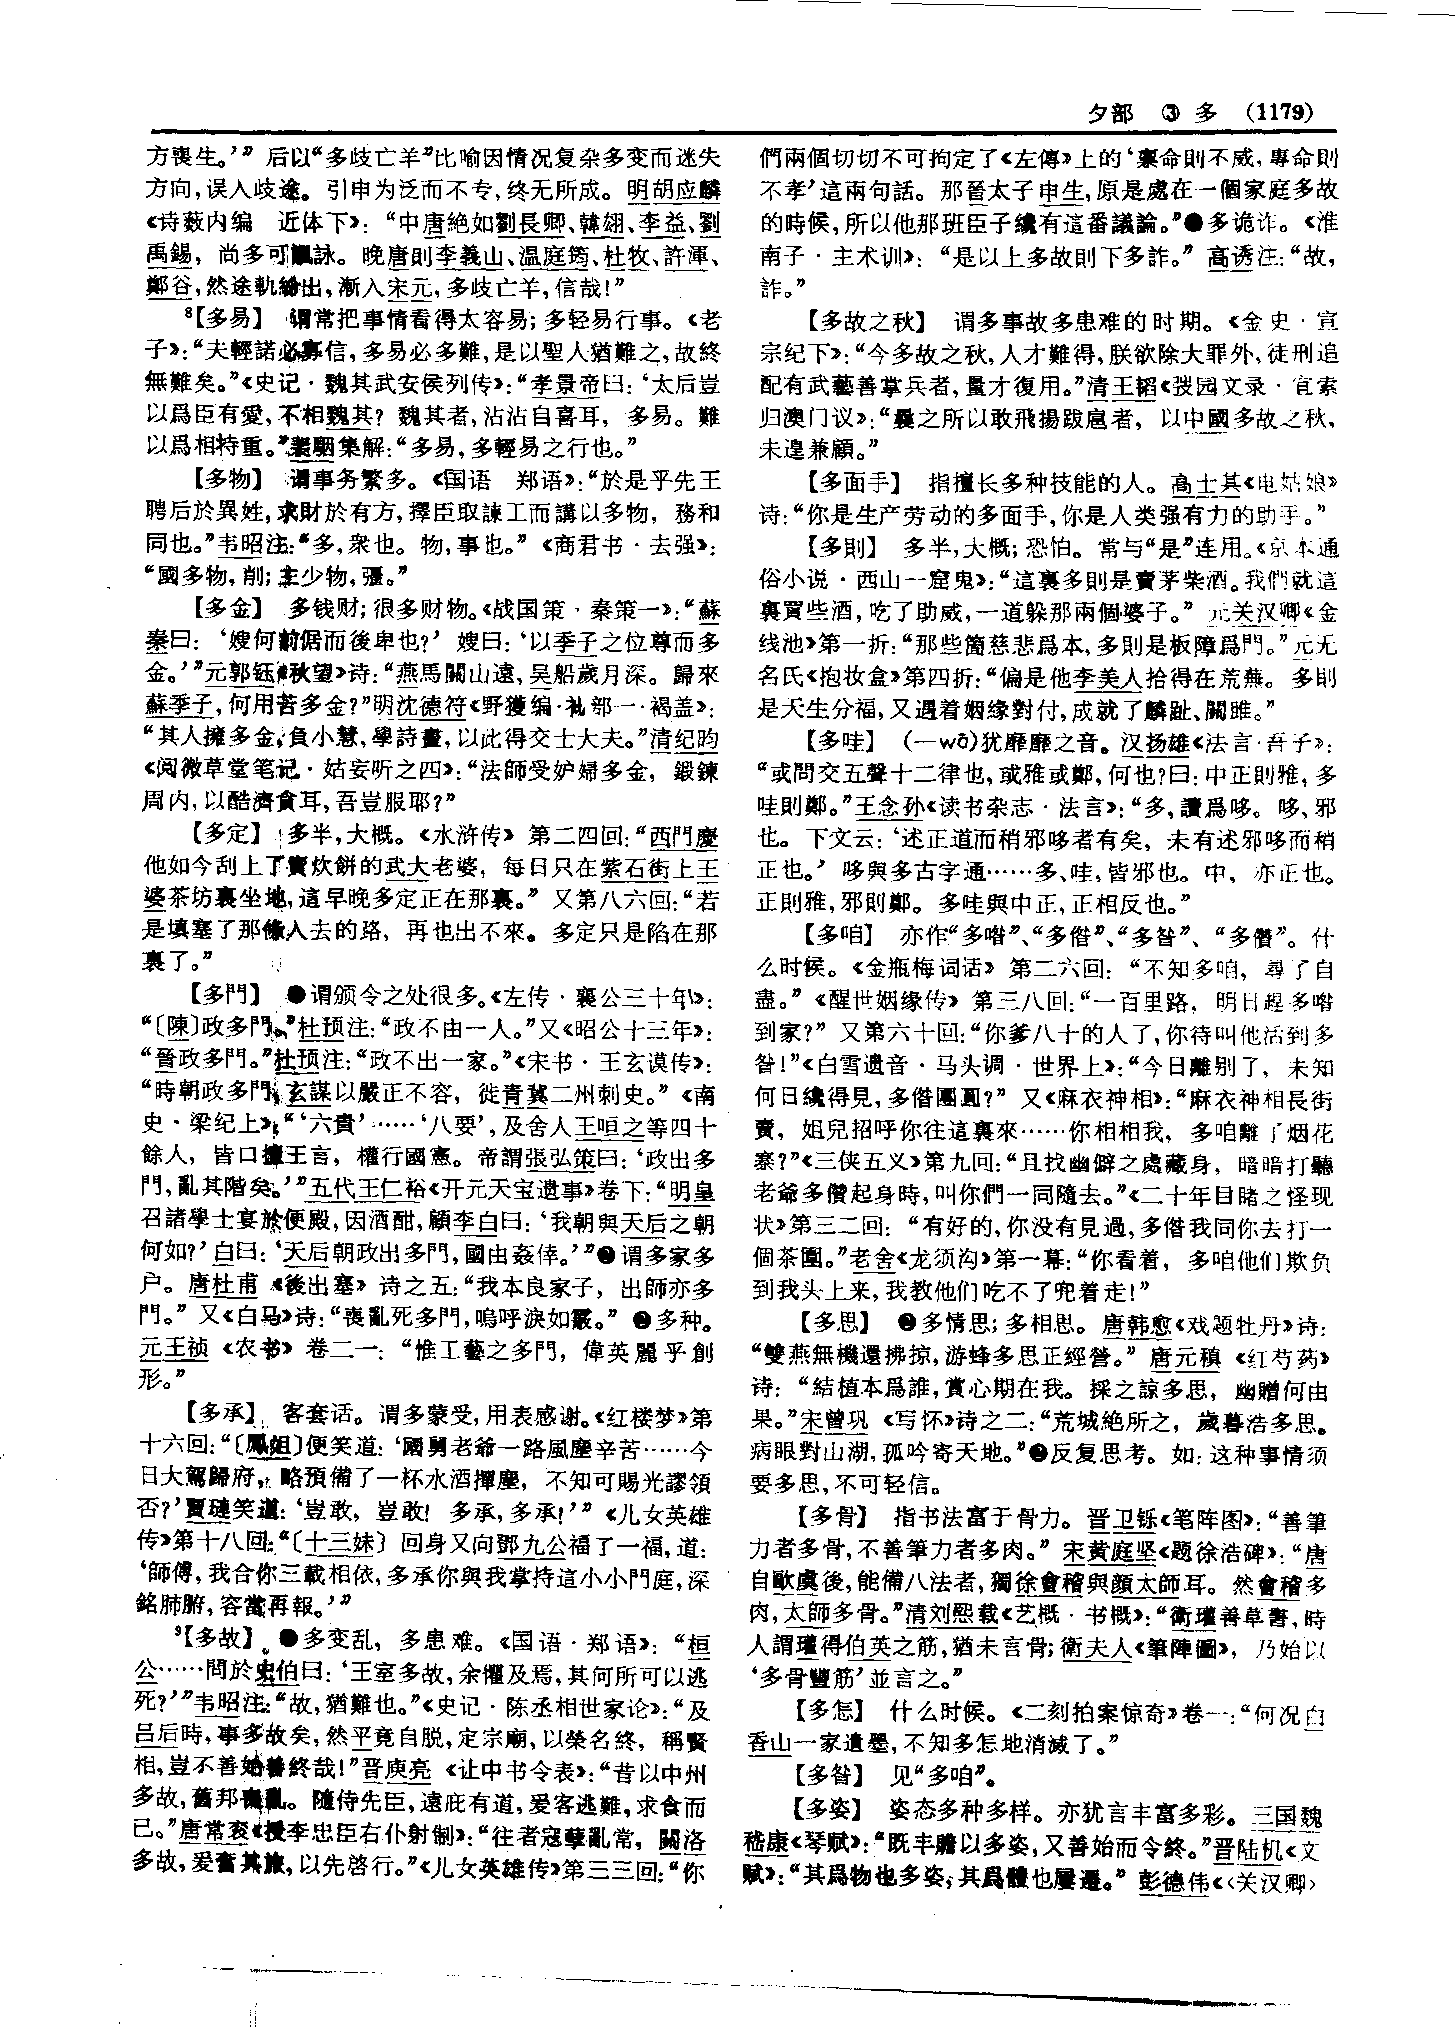 夕部 ③ 多 (1179)
方喪生。’” 后以“多歧亡羊”比喻因情况复杂多变而迷失
方向,误入歧途。引申为泛而不专,终无所成。明胡应麟
《诗薮内编 近体下》：“中唐絶如劉長卿、韓翃、李益、劉
禹錫，尚多可諷詠。晚唐則李義山、温庭筠、杜牧、許渾、
鄭谷,然途軌紛出,漸入宋元,多歧亡羊,信哉!”
⁸【多易】 谓常把事情看得太容易；多轻易行事。《老
子》:“夫輕諾必寡信,多易必多難,是以聖人猶難之,故終
無難矣。”《史记·魏其武安侯列传》:“孝景帝曰:‘太后豈
以爲臣有愛,不相魏其? 魏其者,沾沾自喜耳，多易。難
以爲相持重。’”裴駰集解:“多易,多輕易之行也。”
【多物】 谓事务繁多。《国语 郑语》:“於是乎先王
聘后於異姓,求財於有方,擇臣取諫工而講以多物，務和
同也。”韦昭注:“多,衆也。物,事也。”《商君书·去强》:
“國多物,削;主少物,彊。”
【多金】 多钱财;很多财物。《战国策·秦策一》:“蘇
秦曰：‘嫂何前倨而後卑也?’ 嫂曰:‘以季子之位尊而多
金。’”元郭钰《秋望》诗:“燕馬關山遠,吴船歲月深。歸來
蘇季子,何用苦多金?”明沈德符《野獲编·礼部一·褐盖》:
“其人擁多金,負小慧,學詩畫,以此得交士大夫。”清纪昀
《阅微草堂笔记·姑妄听之四》:“法師受妒婦多金，鍛鍊
周内,以酷濟貪耳,吾豈服耶?”
【多定】 多半,大概。《水浒传》 第二四回:“西門慶
他如今刮上了賣炊餅的武大老婆，每日只在紫石街上王
婆茶坊裏坐地,這早晚多定正在那裏。” 又第八六回:“若
是填塞了那條入去的路，再也出不來。多定只是陷在那
裏了。”
【多門】 ❶谓颁令之处很多。《左传·襄公三十年》:
“〔陳〕政多門。”杜预注:“政不由一人。”又《昭公十三年》:
“晉政多門。”杜预注:“政不出一家。”《宋书·王玄谟传》:
“時朝政多門,玄謀以嚴正不容，徙青冀二州刺史。”《南
史·梁纪上》:“‘六貴’……‘八要’,及舍人王咺之等四十
餘人，皆口擅王言，權行國憲。帝謂張弘策曰:‘政出多
門,亂其階矣。’”五代王仁裕《开元天宝遗事》卷下:“明皇
召諸學士宴於便殿,因酒酣,顧李白曰:‘我朝與天后之朝
何如?’白曰:‘天后朝政出多門,國由姦倖。’”❷谓多家多
户。唐杜甫《後出塞》诗之五:“我本良家子，出師亦多
門。” 又《白马》诗:“喪亂死多門,嗚呼淚如霰。” ❷多种。
元王祯《农书》卷二一：“惟工藝之多門，偉英麗乎創
形。”
【多承】 客套话。谓多蒙受,用表感谢。《红楼梦》第
十六回:“〔鳳姐〕便笑道:‘國舅老爺一路風塵辛苦……今
日大駕歸府,略預備了一杯水酒撣塵，不知可賜光謬領
否?’賈璉笑道:‘豈敢，豈敢! 多承,多承!’”《儿女英雄
传》第十八回:“〔十三妹〕回身又向鄧九公福了一福,道:
‘師傅,我合你三載相依,多承你與我掌持這小小門庭,深
銘肺腑,容當再報。’”
⁹【多故】 ❶多变乱，多患难。《国语·郑语》：“桓
公……問於史伯曰:‘王室多故,余懼及焉,其何所可以逃
死?’”韦昭注:“故,猶難也。”《史记·陈丞相世家论》:“及
吕后時,事多故矣,然平竟自脱,定宗廟,以榮名終，稱賢
相,豈不善始善終哉!”晋庾亮《让中书令表》:“昔以中州
多故,舊邦喪亂。隨侍先臣,遠庇有道,爰客逃難,求食而
已。”唐常衮《授李忠臣右仆射制》:“往者寇孽亂常，關洛
多故,爰奮其旅,以先啓行。”《儿女英雄传》第三三回:“你
們兩個切切不可拘定了《左傳》上的‘稟命則不威,專命則
不孝’這兩句話。那晉太子申生,原是處在一個家庭多故
的時候,所以他那班臣子纔有這番議論。”❷多诡诈。《淮
南子·主术训》：“是以上多故則下多詐。”高诱注:“故,
詐。”
【多故之秋】 谓多事故多患难的时期。《金史·宣
宗纪下》:“今多故之秋,人才難得,朕欲除大罪外,徒刑追
配有武藝善掌兵者,量才復用。”清王韬《弢园文录·宜索
归澳门议》:“曩之所以敢飛揚跋扈者，以中國多故之秋,
未遑兼顧。”
【多面手】 指擅长多种技能的人。高士其《电姑娘》
诗:“你是生产劳动的多面手,你是人类强有力的助手。”
【多則】 多半,大概;恐怕。常与“是”连用。《京本通
俗小说·西山一窟鬼》:“這裏多則是賣茅柴酒。我們就這
裏買些酒,吃了助威,一道躲那兩個婆子。” 元关汉卿《金
线池》第一折:“那些箇慈悲爲本,多則是板障爲門。”元无
名氏《抱妆盒》第四折:“偏是他李美人拾得在荒蕪。多則
是天生分福,又遇着姻缘對付,成就了麟趾、關雎。”
【多哇】 (—wā)犹靡靡之音。汉扬雄《法言·吾子》:
“或問交五聲十二律也,或雅或鄭,何也?曰:中正則雅,多
哇則鄭。”王念孙《读书杂志·法言》:“多,讀爲哆。哆、邪
也。下文云:‘述正道而稍邪哆者有矣，未有述邪哆而稍
正也。’ 哆與多古字通……多、哇,皆邪也。中，亦正也。
正則雅,邪則鄭。多哇與中正,正相反也。”
【多咱】 亦作“多喒”、“多偺”、“多昝”、“多儹”。什
么时候。《金瓶梅词话》第二六回：“不知多咱，尋了自
盡。”《醒世姻缘传》第三八回:“一百里路，明日趕多喒
到家?” 又第六十回:“你爹八十的人了,你待叫他活到多
昝!”《白雪遗音·马头调·世界上》:“今日離别了，未知
何日纔得見,多偺團圓?” 又《麻衣神相》:“麻衣神相長街
賣，姐兒招呼你往這裏來……你相相我，多咱離了烟花
寨?”《三侠五义》第九回:“且找幽僻之處藏身，暗暗打聽
老爺多儹起身時,叫你們一同隨去。”《二十年目睹之怪现
状》第三二回：“有好的,你没有見過,多偺我同你去打一
個茶圍。”老舍《龙须沟》第一幕:“你看着，多咱他们欺负
到我头上来,我教他们吃不了兜着走!”
【多思】 ❶多情思;多相思。唐韩愈《戏题牡丹》诗:
“雙燕無機還拂掠,游蜂多思正經營。” 唐元稹《红芍药》
诗:“結植本爲誰,賞心期在我。採之諒多思，幽贈何由
果。”宋曾巩《写怀》诗之二:“荒城絶所之，歲暮浩多思。
病眼對山湖,孤吟寄天地。”❷反复思考。如:这种事情须
要多思,不可轻信。
【多骨】 指书法富于骨力。晋卫铄《笔阵图》:“善筆
力者多骨,不善筆力者多肉。” 宋黄庭坚《题徐浩碑》:“唐
自歐虞後,能備八法者,獨徐會稽與顔太師耳。然會稽多
肉,太師多骨。”清刘熙载《艺概·书概》:“衛瓘善草書,時
人謂瓘得伯英之筋,猶未言骨;衛夫人《筆陣圖》，乃始以
‘多骨豐筋’並言之。”
【多怎】 什么时候。《二刻拍案惊奇》卷一:“何况白
香山一家遺墨,不知多怎地消滅了。”
【多昝】 见“多咱”。
【多姿】 姿态多种多样。亦犹言丰富多彩。三国魏
嵇康《琴赋》:“既丰贍以多姿,又善始而令終。”晋陆机《文
赋》:“其爲物也多姿,其爲體也屢遷。” 彭德伟《〈关汉卿〉